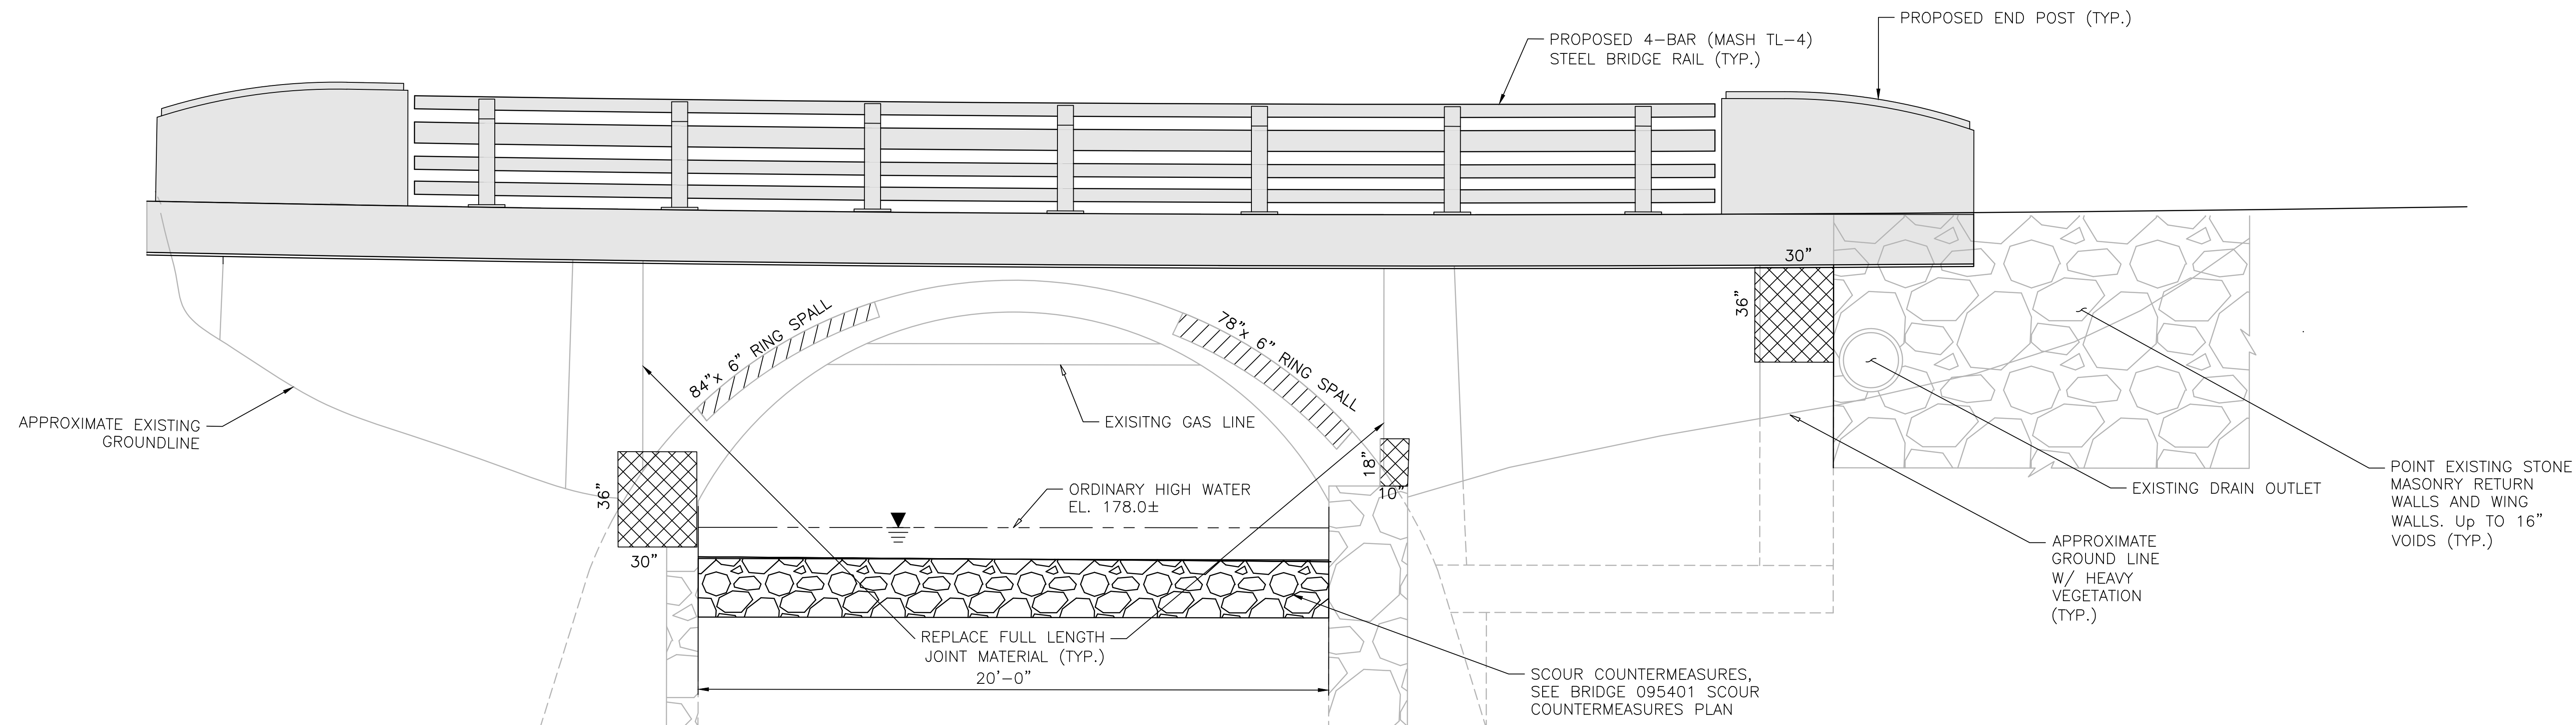 PROPOSED END POST (TYP.)
PROPOSED 4-BAR (MASH TL-4)
STEEL BRIDGE RAIL (TYP.)
30"
36"
84"x 6" RING SPALL
78"x 6" RING SPALL
APPROXIMATE EXISTING
GROUNDLINE
EXISITNG GAS LINE
36"
30"
18"
10"
ORDINARY HIGH WATER
EL. 178.0±
EXISTING DRAIN OUTLET
POINT EXISTING STONE
MASONRY RETURN
WALLS AND WING
WALLS. Up TO 16"
VOIDS (TYP.)
APPROXIMATE
GROUND LINE
W/ HEAVY
VEGETATION
(TYP.)
REPLACE FULL LENGTH
JOINT MATERIAL (TYP.)
20'-0"
SCOUR COUNTERMEASURES,
SEE BRIDGE 095401 SCOUR
COUNTERMEASURES PLAN